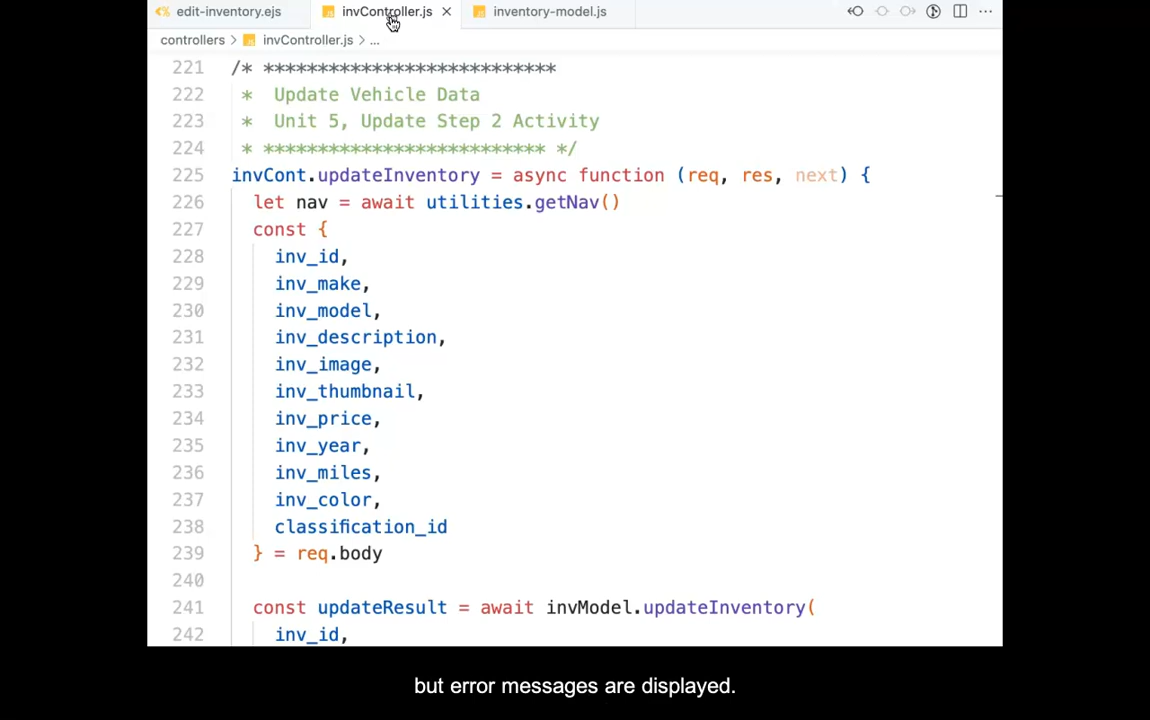 edit-inventory.ejs invController.js inventory-model.js
controllers > invController.js > ...
221 /* ***************************
222 * Update Vehicle Data
223 * Unit 5, Update Step 2 Activity
224 * ************************** */
225 invCont.updateInventory = async function (req, res, next) {
226 let nav = await utilities.getNav()
227 const {
228 inv_id,
229 inv_make,
230 inv_model,
231 inv_description,
232 inv_image,
233 inv_thumbnail,
234 inv_price,
235 inv_year,
236 inv_miles,
237 inv_color,
238 classification_id
239 } = req.body
240
241 const updateResult = await invModel.updateInventory(
242 inv_id,
but error messages are displayed.